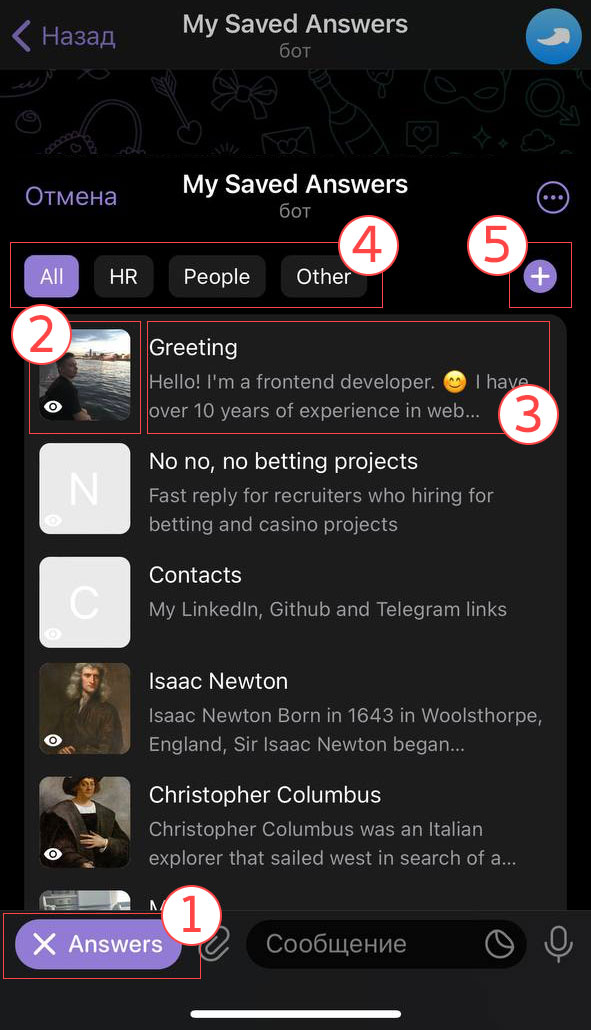 Назад
My Saved Answers
бот
Отмена
My Saved Answers
бот
4
5
All
HR
People
Other
2
Greeting
Hello! I'm a frontend developer. 😊 I have
over 10 years of experience in web...
3
N
No no, no betting projects
Fast reply for recruiters who hiring for
betting and casino projects
C
Contacts
My LinkedIn, Github and Telegram links
Isaac Newton
Isaac Newton Born in 1643 in Woolsthorpe,
England, Sir Isaac Newton began...
Christopher Columbus
Christopher Columbus was an Italian
explorer that sailed west in search of a...
1
Answers
Сообщение